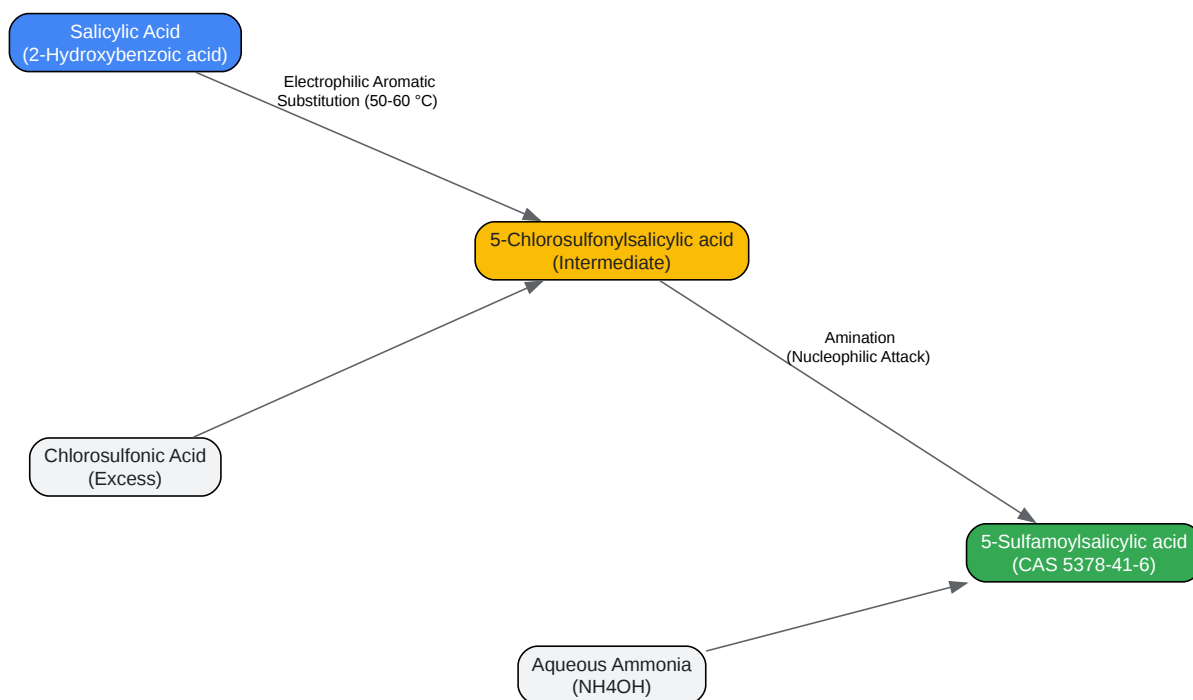 Salicylic Acid
(2-Hydroxybenzoic acid)
Electrophilic Aromatic
Substitution (50-60 °C)
5-Chlorosulfonylsalicylic acid
(Intermediate)
Amination
(Nucleophilic Attack)
Chlorosulfonic Acid
(Excess)
5-Sulfamoylsalicylic acid
(CAS 5378-41-6)
Aqueous Ammonia
(NH4OH)